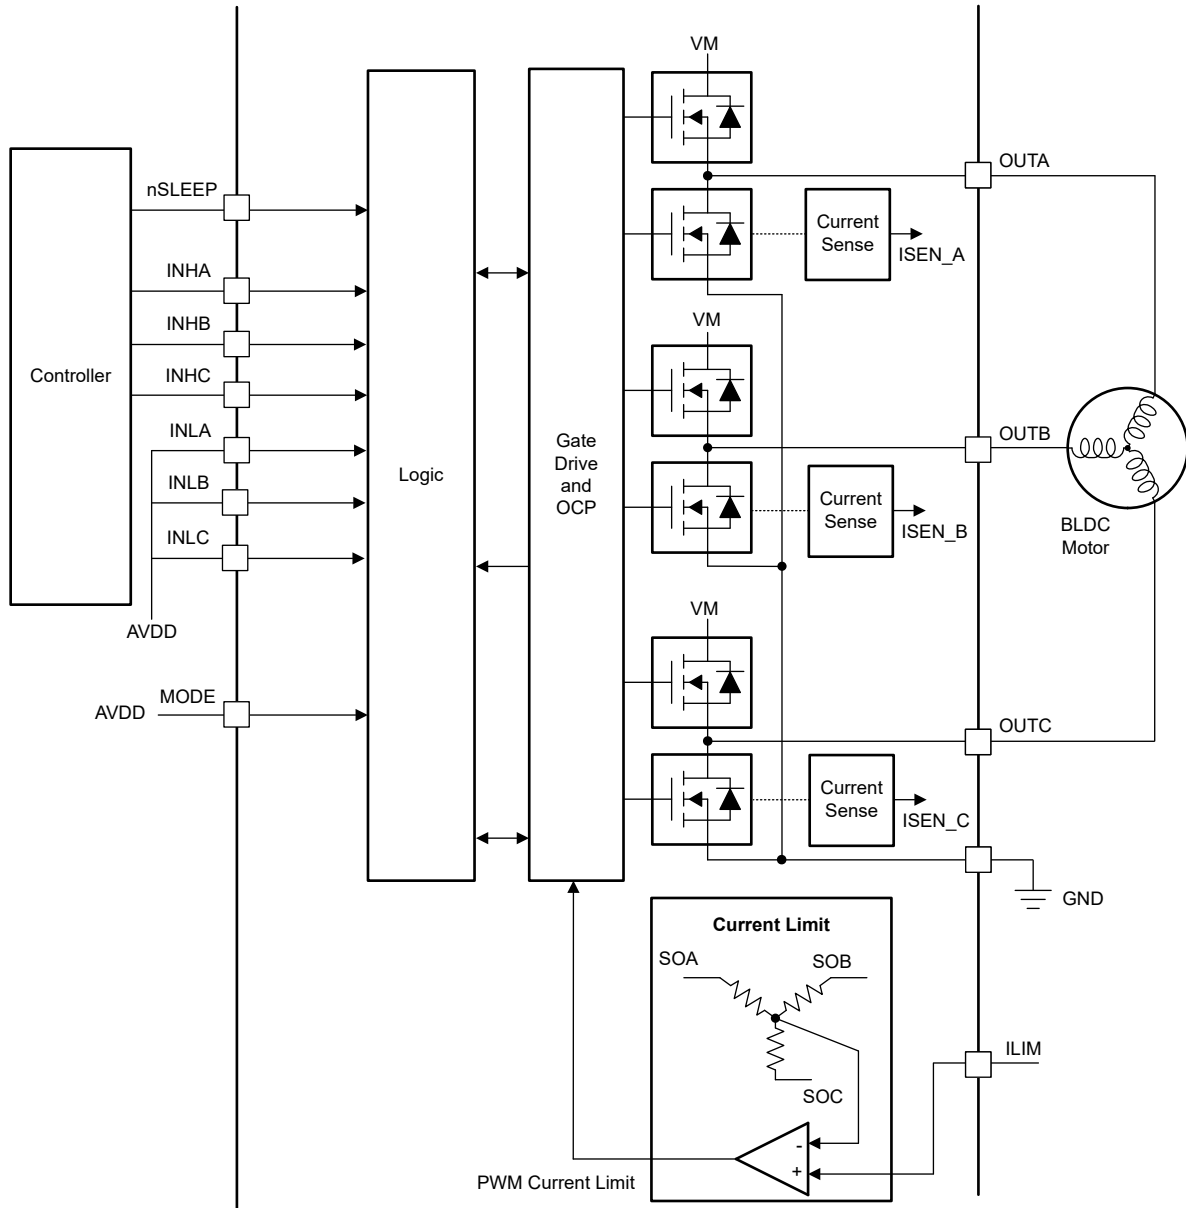 VM
OUTA
nSLEEP
Current
Sense
ISEN_A
INHA
INHB
INHC
Controller
VM
INLA
INLB
INLC
Logic
Gate
Drive
and
OCP
OUTB
Current
Sense
ISEN_B
BLDC
Motor
AVDD
VM
MODE
AVDD
OUTC
Current
Sense
ISEN_C
GND
Current Limit
SOA
SOB
SOC
ILIM
-
+
PWM Current Limit